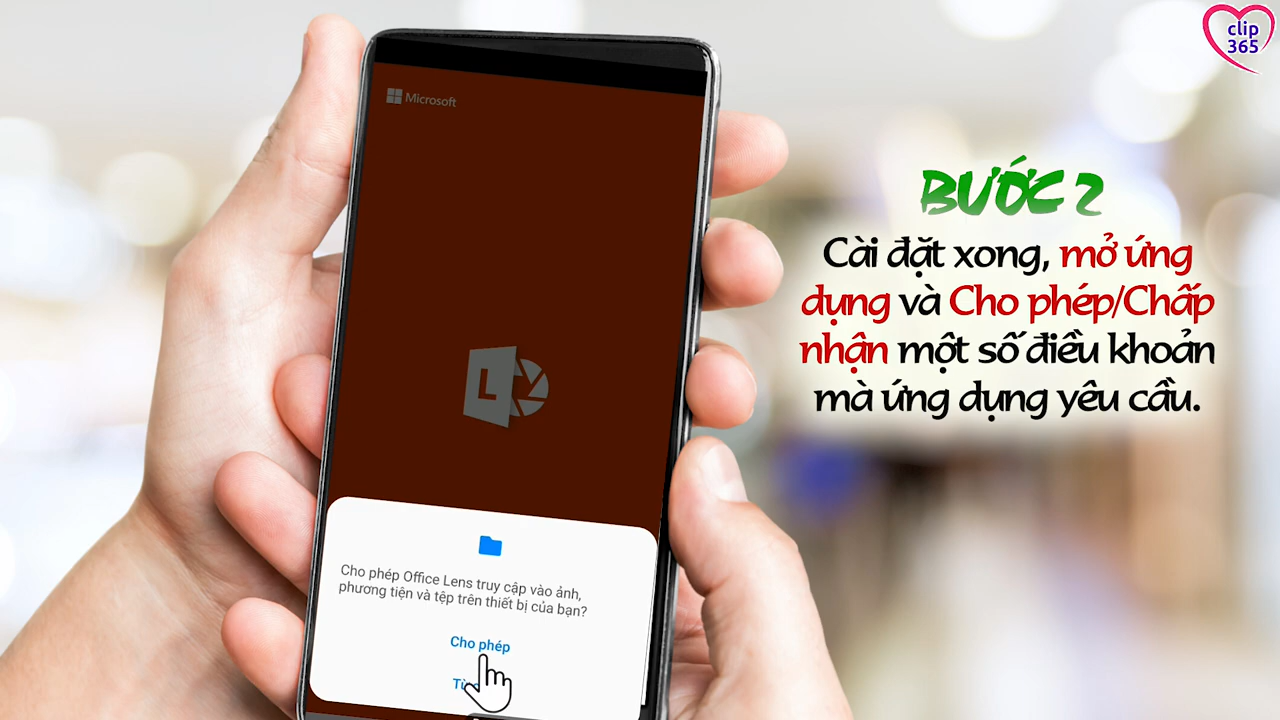 clip
365
Microsoft
BƯỚC 2
Cài đặt xong, mở ứng
dụng và Cho phép/Chấp
nhận một số điều khoản
mà ứng dụng yêu cầu.
L
Cho phép Office Lens truy cập vào ảnh,
phương tiện và tệp trên thiết bị của bạn?
Cho phép